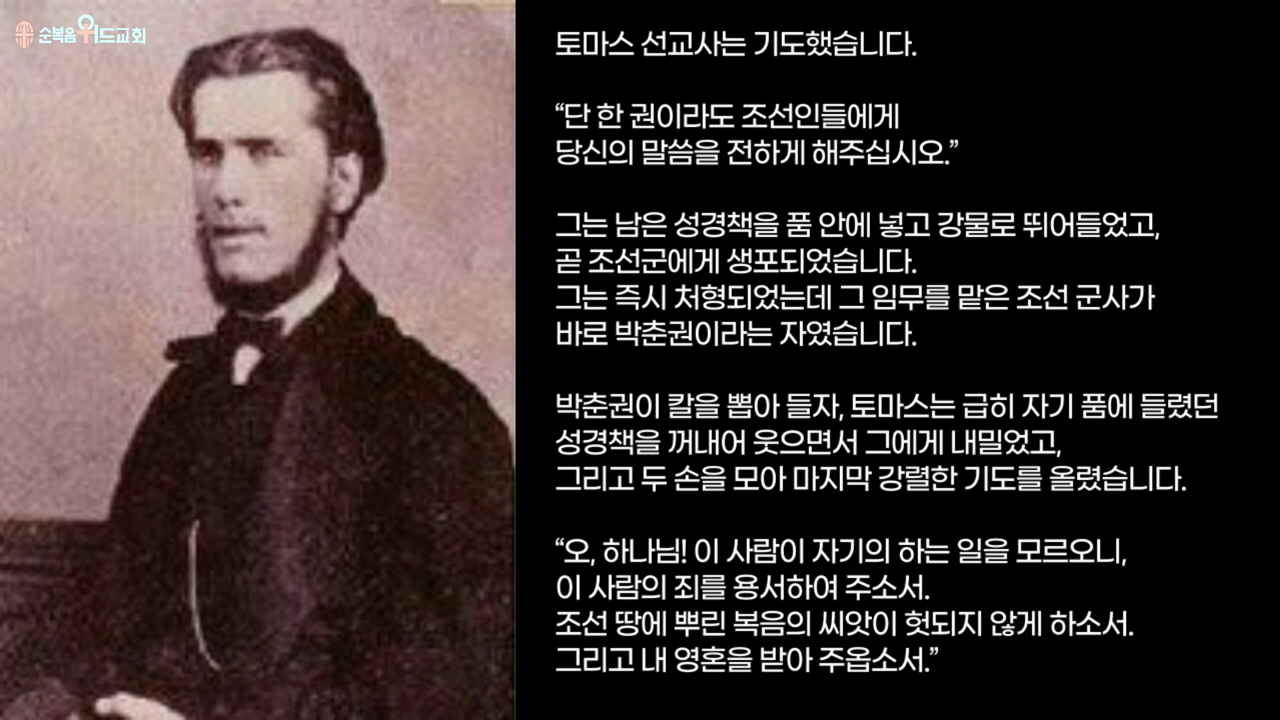 순복음위드교회
토마스 선교사는 기도했습니다.
“단 한 권이라도 조선인들에게
당신의 말씀을 전하게 해주십시오.”
그는 남은 성경책을 품 안에 넣고 강물로 뛰어들었고,
곧 조선군에게 생포되었습니다.
그는 즉시 처형되었는데 그 임무를 맡은 조선 군사가
바로 박춘권이라는 자였습니다.
박춘권이 칼을 뽑아 들자, 토마스는 급히 자기 품에 들렸던
성경책을 꺼내어 웃으면서 그에게 내밀었고,
그리고 두 손을 모아 마지막 강렬한 기도를 올렸습니다.
“오, 하나님! 이 사람이 자기의 하는 일을 모르오니,
이 사람의 죄를 용서하여 주소서.
조선 땅에 뿌린 복음의 씨앗이 헛되지 않게 하소서.
그리고 내 영혼을 받아 주옵소서.”